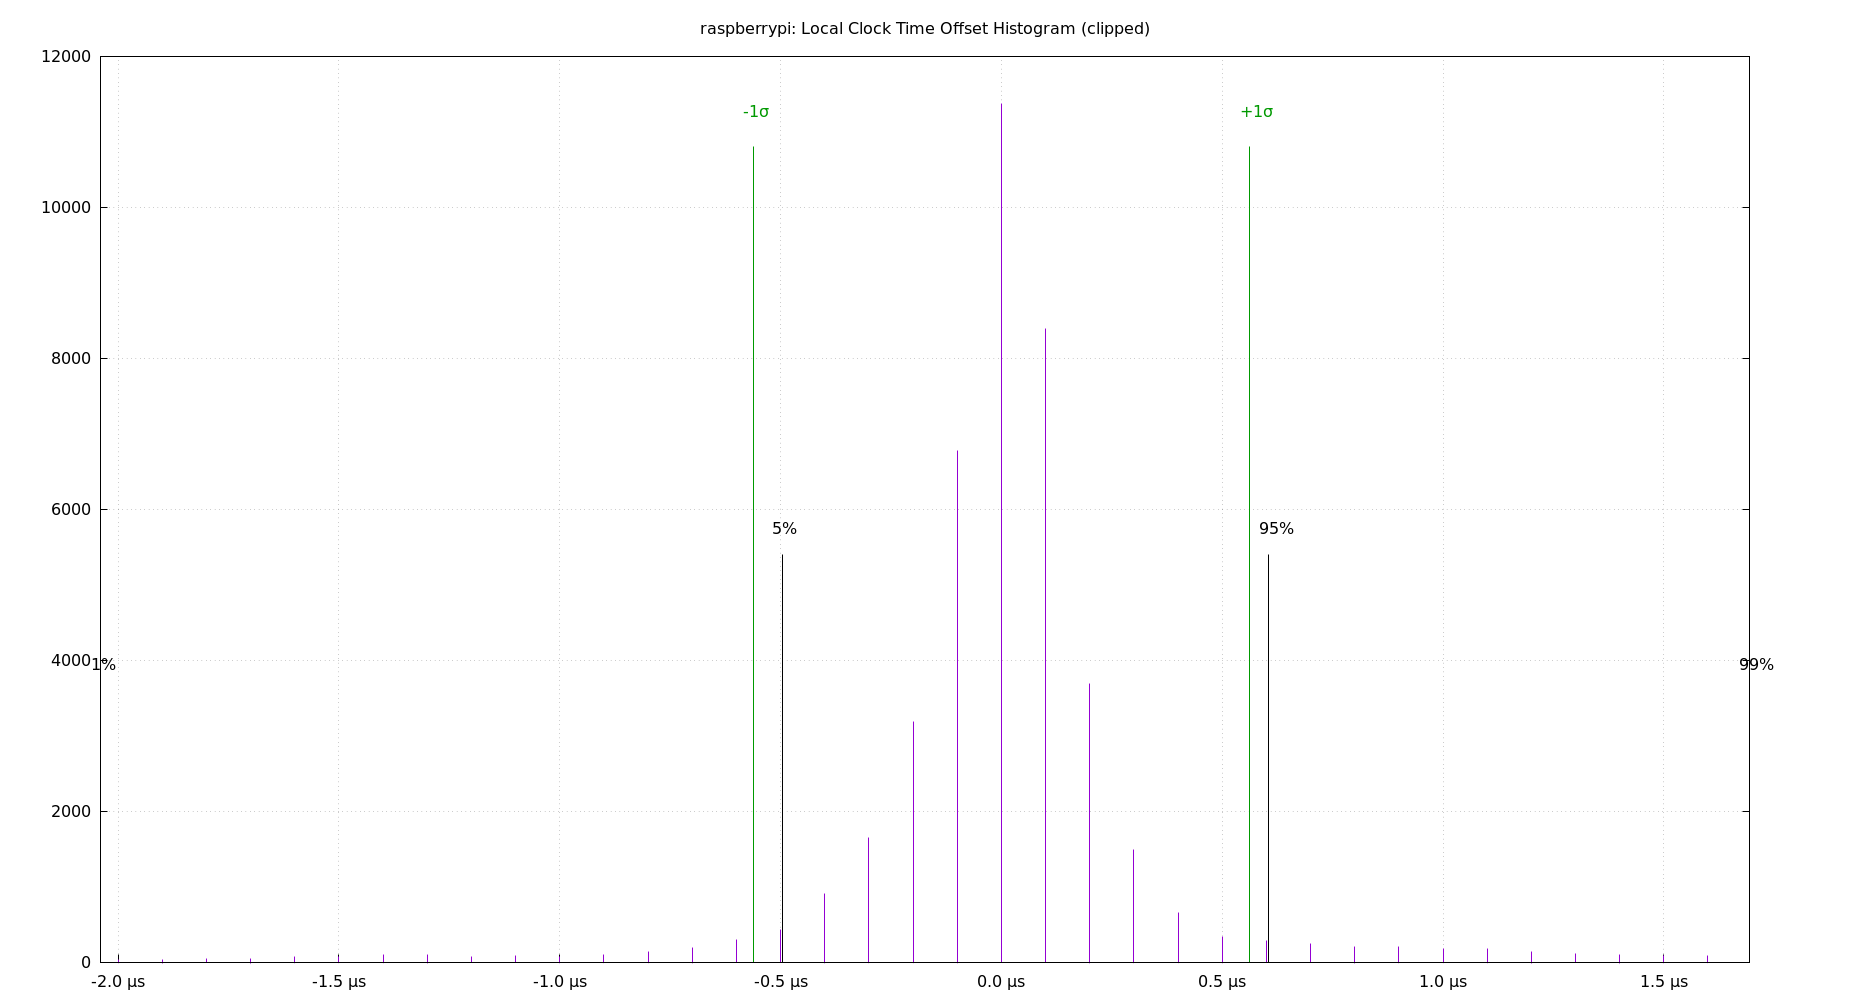 raspberrypi: Local Clock Time Offset Histogram (clipped)
12000
-1σ
+1σ
10000
8000
6000
5%
95%
4000
1%
99%
2000
0
-2.0 µs
-1.5 µs
-1.0 µs
-0.5 µs
0.0 µs
0.5 µs
1.0 µs
1.5 µs